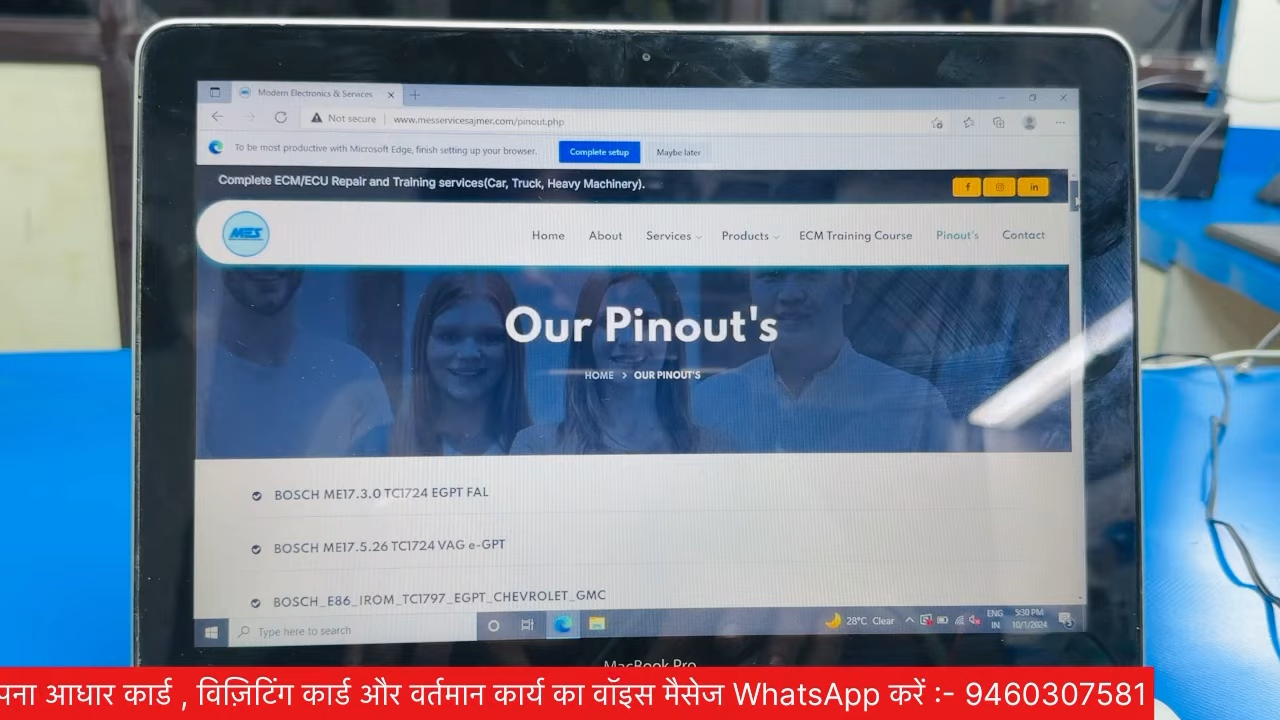 Modern Electronics & Services
Not secure www.messervicesajmer.com/pinout.php
To be most productive with Microsoft Edge, finish setting up your browser. Complete setup Maybe later
Complete ECM/ECU Repair and Training services(Car, Truck, Heavy Machinery).
MES
Home About Services Products ECM Training Course Pinout's Contact
Our Pinout's
HOME > OUR PINOUT'S
BOSCH ME17.3.0 TC1724 EGPT FAL
BOSCH ME17.5.26 TC1724 VAG e-GPT
BOSCH_E86_IROM_TC1797_EGPT_CHEVROLET_GMC
Type here to search 28°C Clear ENG IN 5:30 PM 10/1/2024
MacBook Pro
आधार कार्ड , विज़िटिंग कार्ड और वर्तमान कार्य का वॉइस मैसेज WhatsApp करें :- 9460307581